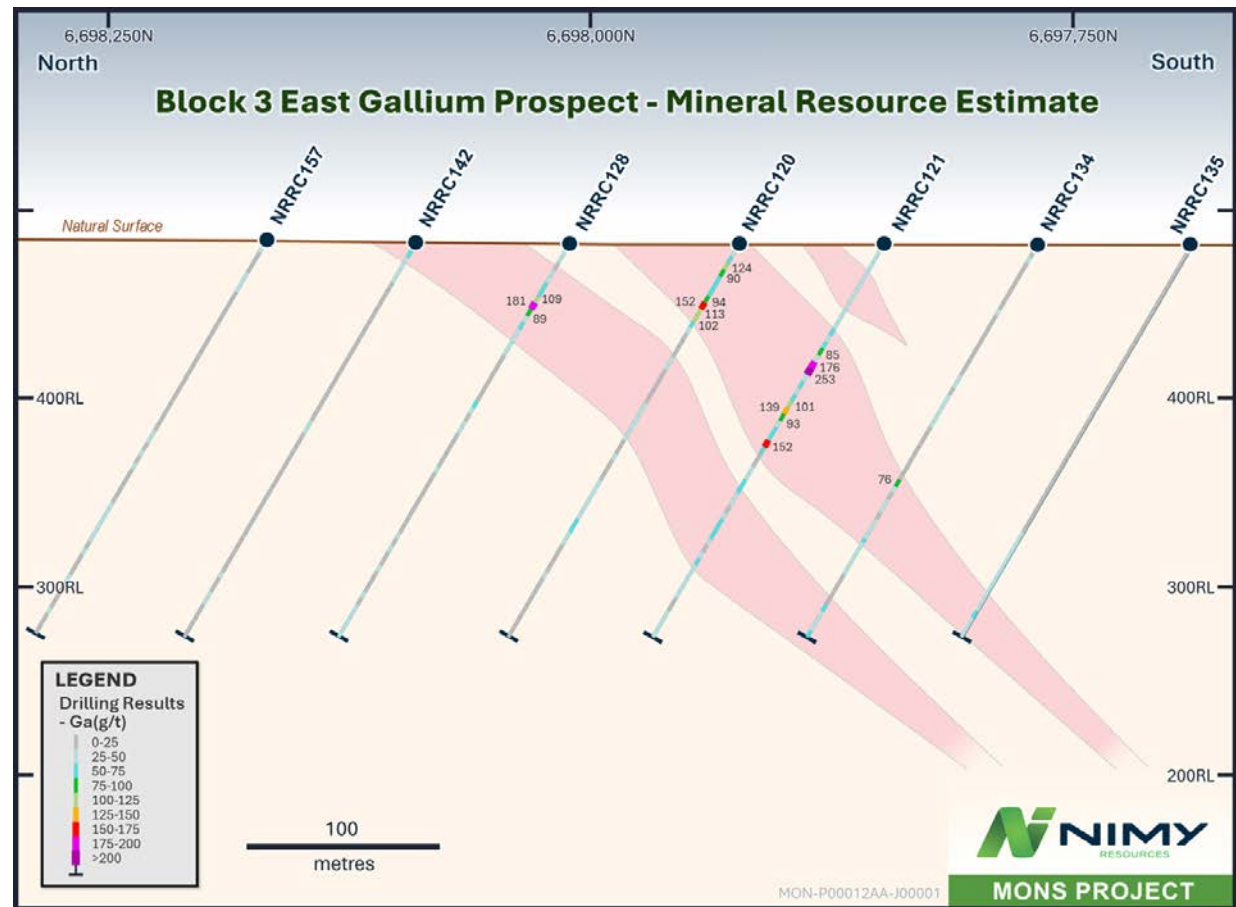 6,698,250N
6,698,000N
6,697,750N
North
South
Block 3 East Gallium Prospect - Mineral Resource Estimate
NRRC157
NRRC142
NRRC128
NRRC120
NRRC121
NRRC134
NRRC135
Natural Surface
124
90
181
109
89
152
94
113
102
85
176
253
139
101
93
152
76
400RL
400RL
300RL
300RL
200RL
LEGEND
Drilling Results
- Ga(g/t)
0-25
25-50
50-75
75-100
100-125
125-150
150-175
175-200
>200
100
metres
NIMY
RESOURCES
MON-P00012AA-J00001
MONS PROJECT